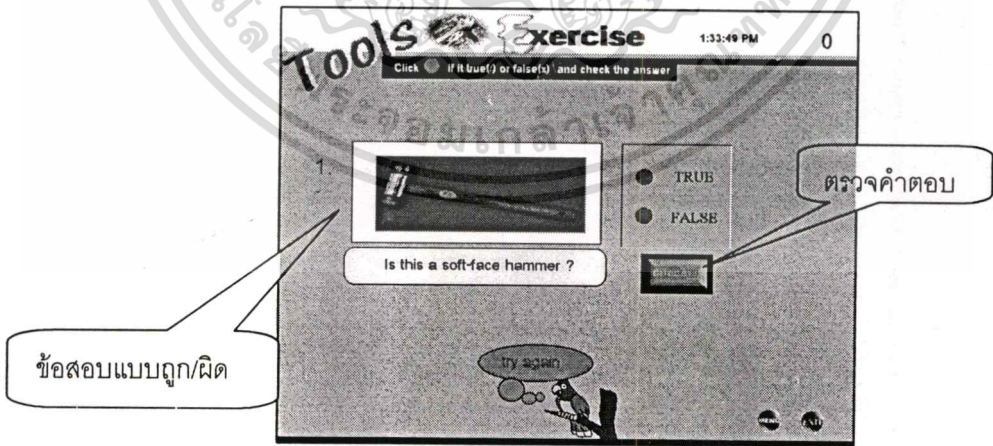 Tools Exercise 1:33:49 PM 0
Click if it true(/) or false(x) and check the answer
1.
TRUE
FALSE
ตรวจคำตอบ
Is this a soft-face hammer ?
ข้อสอบแบบถูก/ผิด
try again
MENU